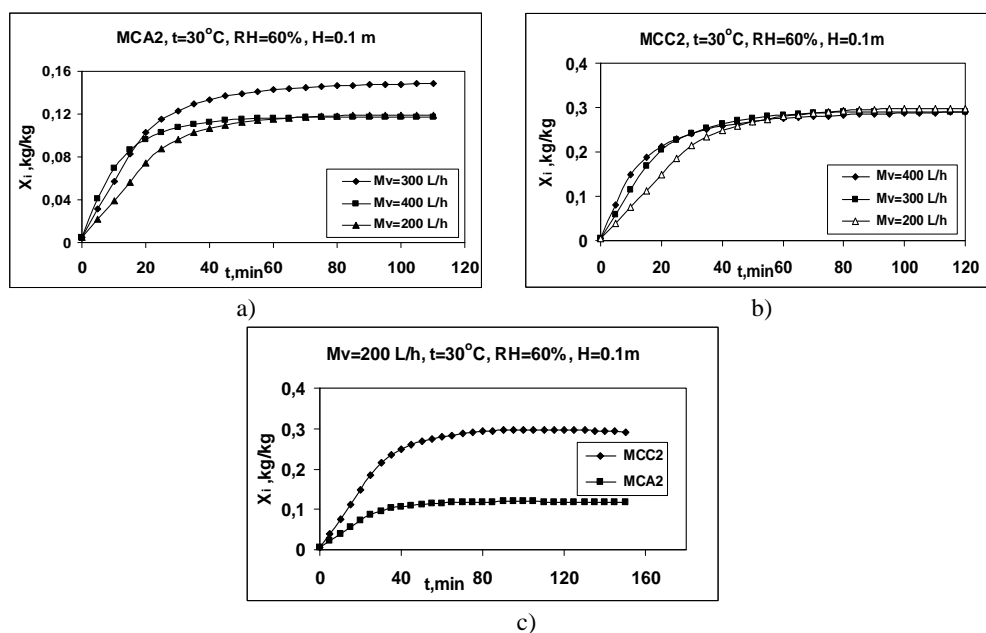 MCA2, t=30°C, RH=60%, H=0.1 m
0,16
0,12
0,08
0,04
0
Xi ,kg/kg
Mv=300 L/h
Mv=400 L/h
Mv=200 L/h
0 20 40 60 80 100 120
t,min
a)
MCC2, t=30°C, RH=60%, H=0.1m
0,4
0,3
0,2
0,1
0
Xi ,kg/kg
Mv=400 L/h
Mv=300 L/h
Mv=200 L/h
0 20 40 60 80 100 120
t,min
b)
Mv=200 L/h, t=30°C, RH=60%, H=0.1m
0,4
0,3
0,2
0,1
0
Xi ,kg/kg
MCC2
MCA2
0 40 80 120 160
t,min
c)